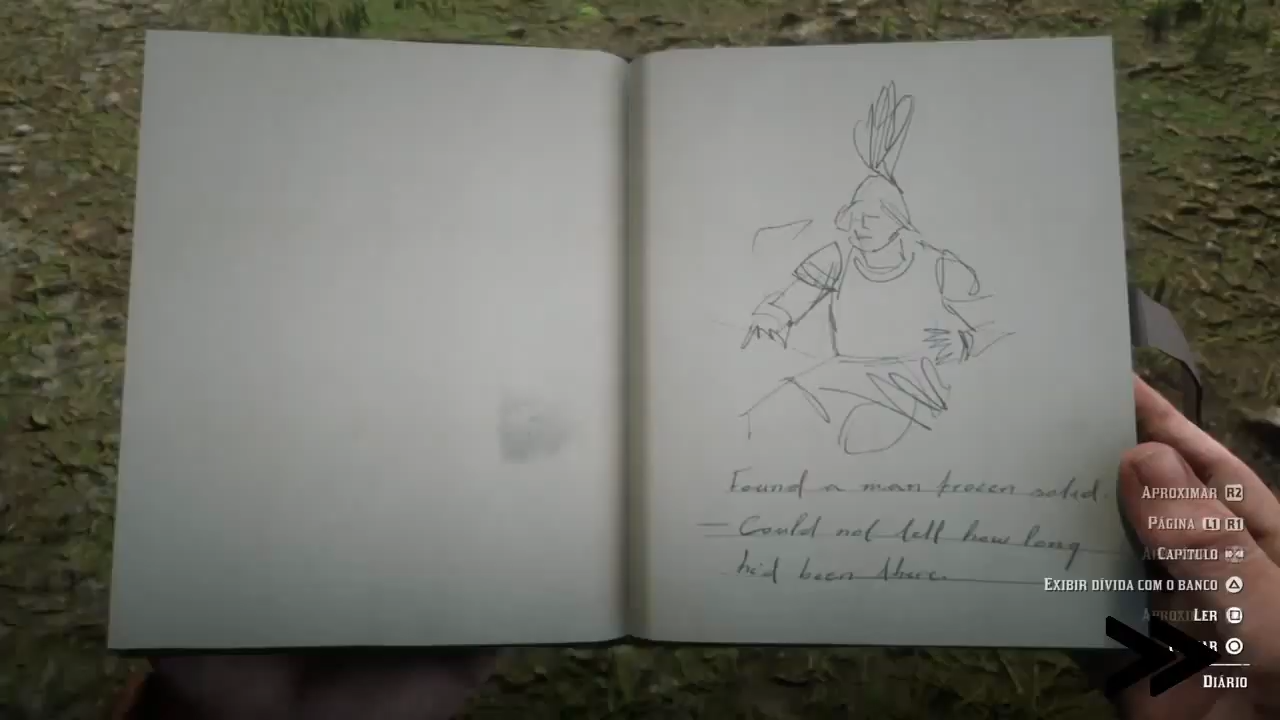 Found a man frozen solid.
Could not tell how long
he'd been there.
APROXIMAR R2
PÁGINA L1 R1
CAPITULO
EXIBIR DÍVIDA COM O BANCO
LER
DIÁRIO